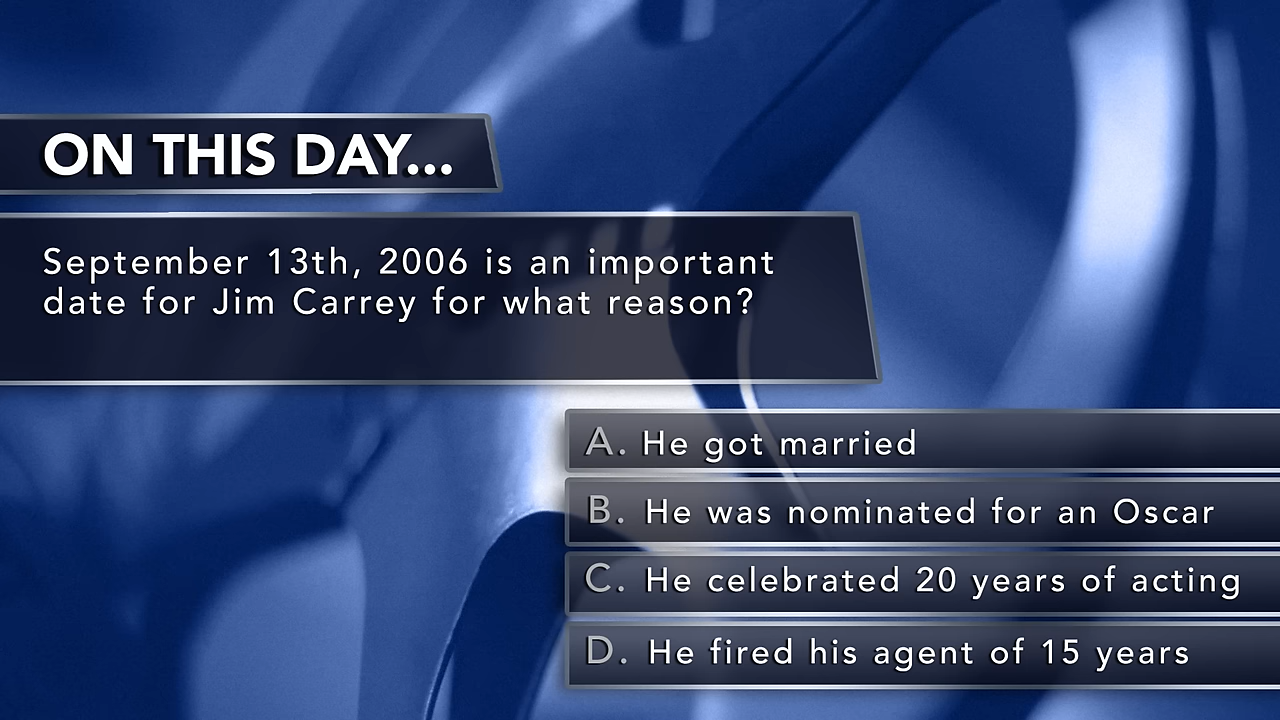 ON THIS DAY...
September 13th, 2006 is an important
date for Jim Carrey for what reason?
A. He got married
B. He was nominated for an Oscar
C. He celebrated 20 years of acting
D. He fired his agent of 15 years